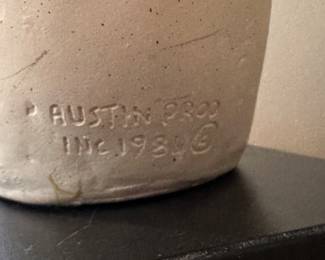 AUSTIN PROD
INC. 1980 ©